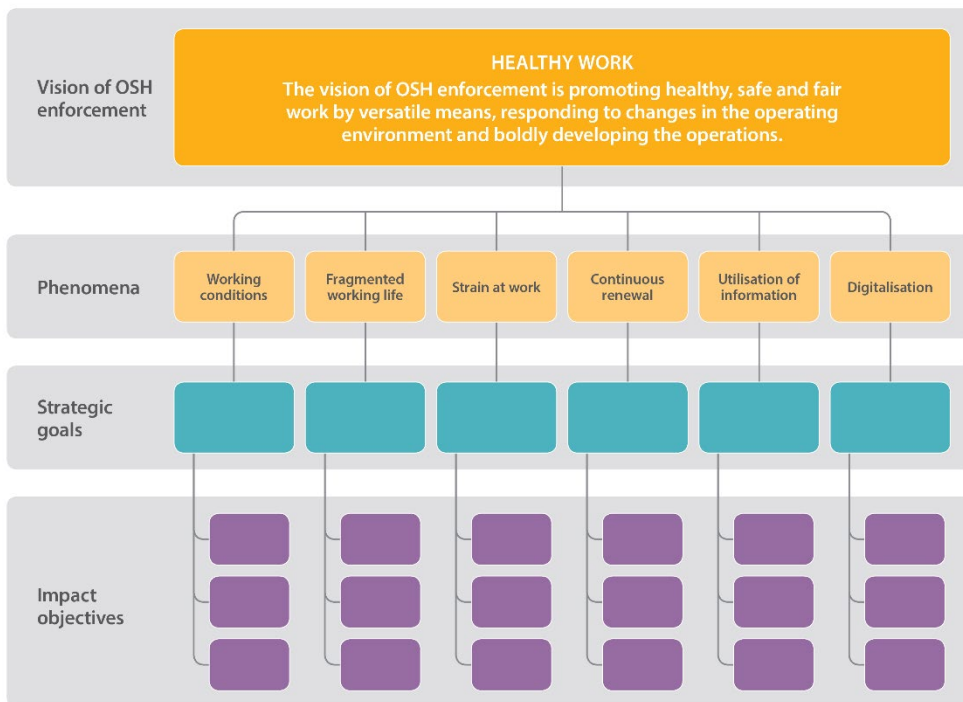 Vision of OSH
enforcement
HEALTHY WORK
The vision of OSH enforcement is promoting healthy, safe and fair
work by versatile means, responding to changes in the operating
environment and boldly developing the operations.
Phenomena
Working
conditions
Fragmented
working life
Strain at work
Continuous
renewal
Utilisation of
information
Digitalisation
Strategic
goals
Impact
objectives